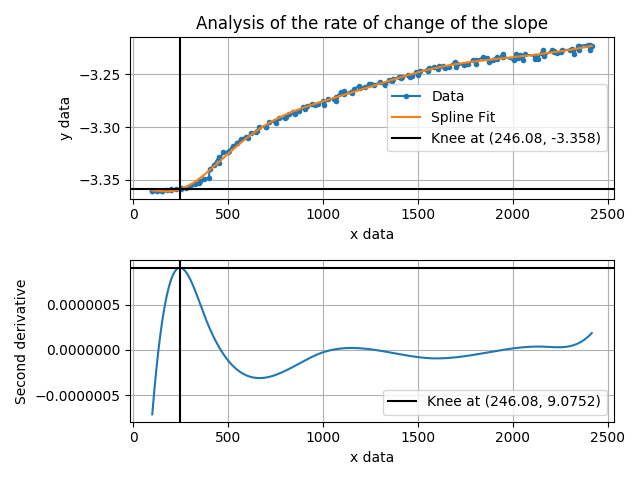 Analysis of the rate of change of the slope
−3.25
−3.30
−3.35
y data
Data
Spline Fit
Knee at (246.08, -3.358)
0 500 1000 1500 2000 2500
x data
0.0000005
0.0000000
−0.0000005
Second derivative
Knee at (246.08, 9.0752)
0 500 1000 1500 2000 2500
x data